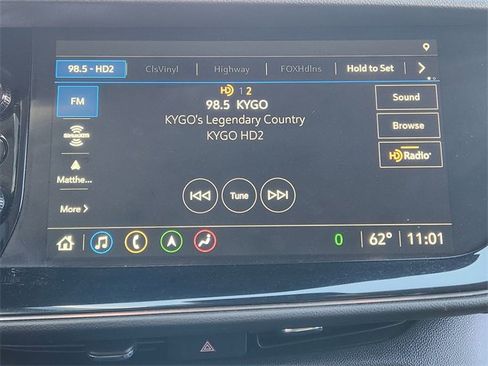 98.5 - HD2 ClsVinyl Highway FOXHdlns Hold to Set
HD 1 2
FM 98.5 KYGO Sound
KYGO's Legendary Country
KYGO HD2
SiriusXM Browse
HD Radio
Matthe...
Tune
More
0 62° 11:01